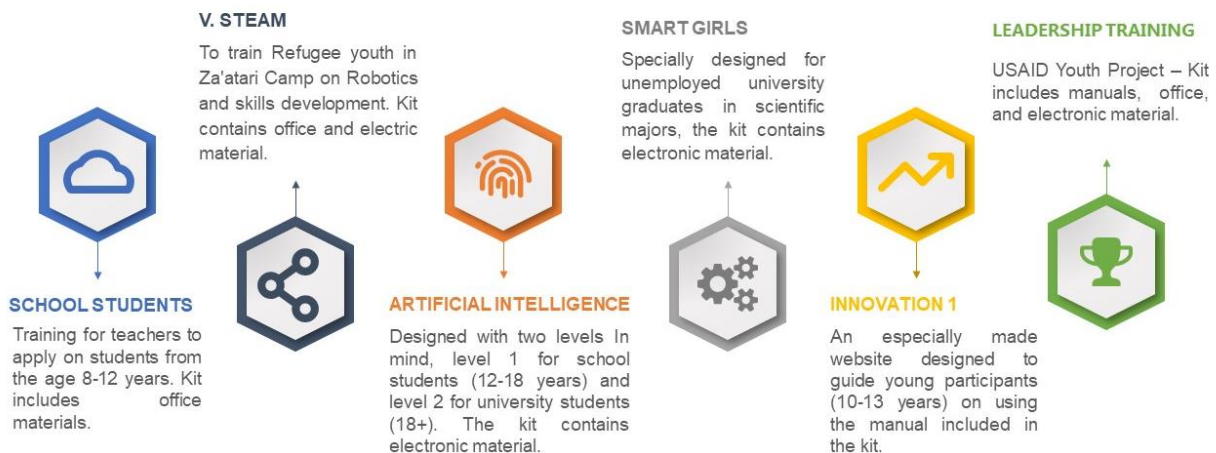 V. STEAM
To train Refugee youth in
Za'atari Camp on Robotics
and skills development. Kit
contains office and electric
material.
SMART GIRLS
Specially designed for
unemployed university
graduates in scientific
majors, the kit contains
electronic material.
LEADERSHIP TRAINING
USAID Youth Project – Kit
includes manuals, office,
and electronic material.
SCHOOL STUDENTS
Training for teachers to
apply on students from
the age 8-12 years. Kit
includes office
materials.
ARTIFICIAL INTELLIGENCE
Designed with two levels In
mind, level 1 for school
students (12-18 years) and
level 2 for university students
(18+). The kit contains
electronic material.
INNOVATION 1
An especially made
website designed to
guide young participants
(10-13 years) on using
the manual included in
the kit.